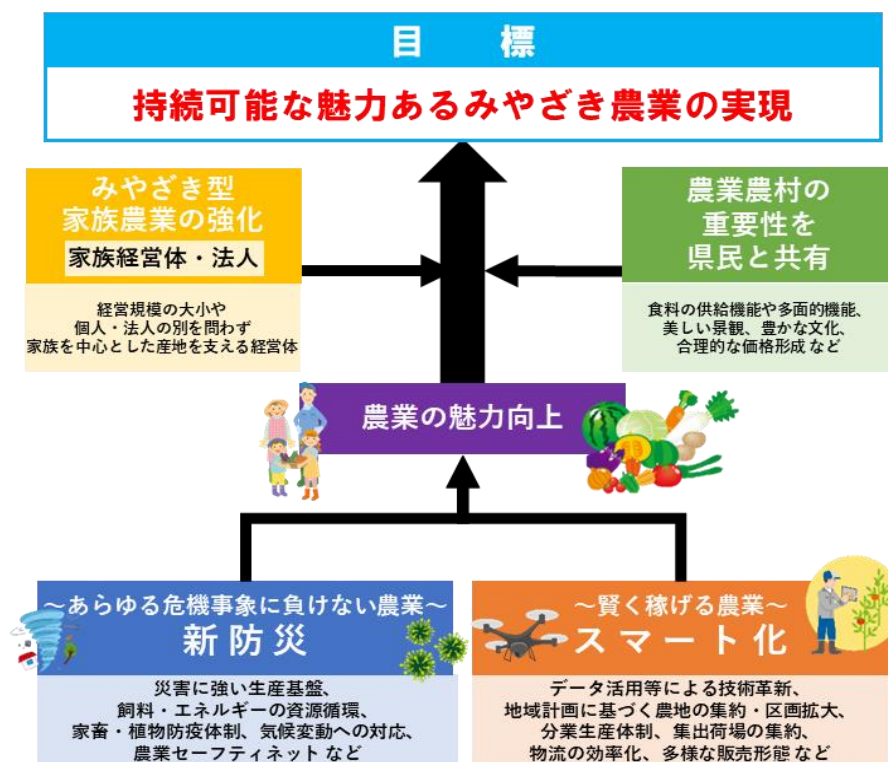 目　標
持続可能な魅力あるみやざき農業の実現
みやざき型
家族農業の強化
家族経営体・法人
経営規模の大小や
個人・法人の別を問わず
家族を中心とした産地を支える経営体
農業農村の
重要性を
県民と共有
食料の供給機能や多面的機能、
美しい景観、豊かな文化、
合理的な価格形成 など
農業の魅力向上
～あらゆる危機事象に負けない農業～
新防災
災害に強い生産基盤、
飼料・エネルギーの資源循環、
家畜・植物防疫体制、気候変動への対応、
農業セーフティネット など
～賢く稼げる農業～
スマート化
データ活用等による技術革新、
地域計画に基づく農地の集約・区画拡大、
分業生産体制、集出荷場の集約、
物流の効率化、多様な販売形態 など